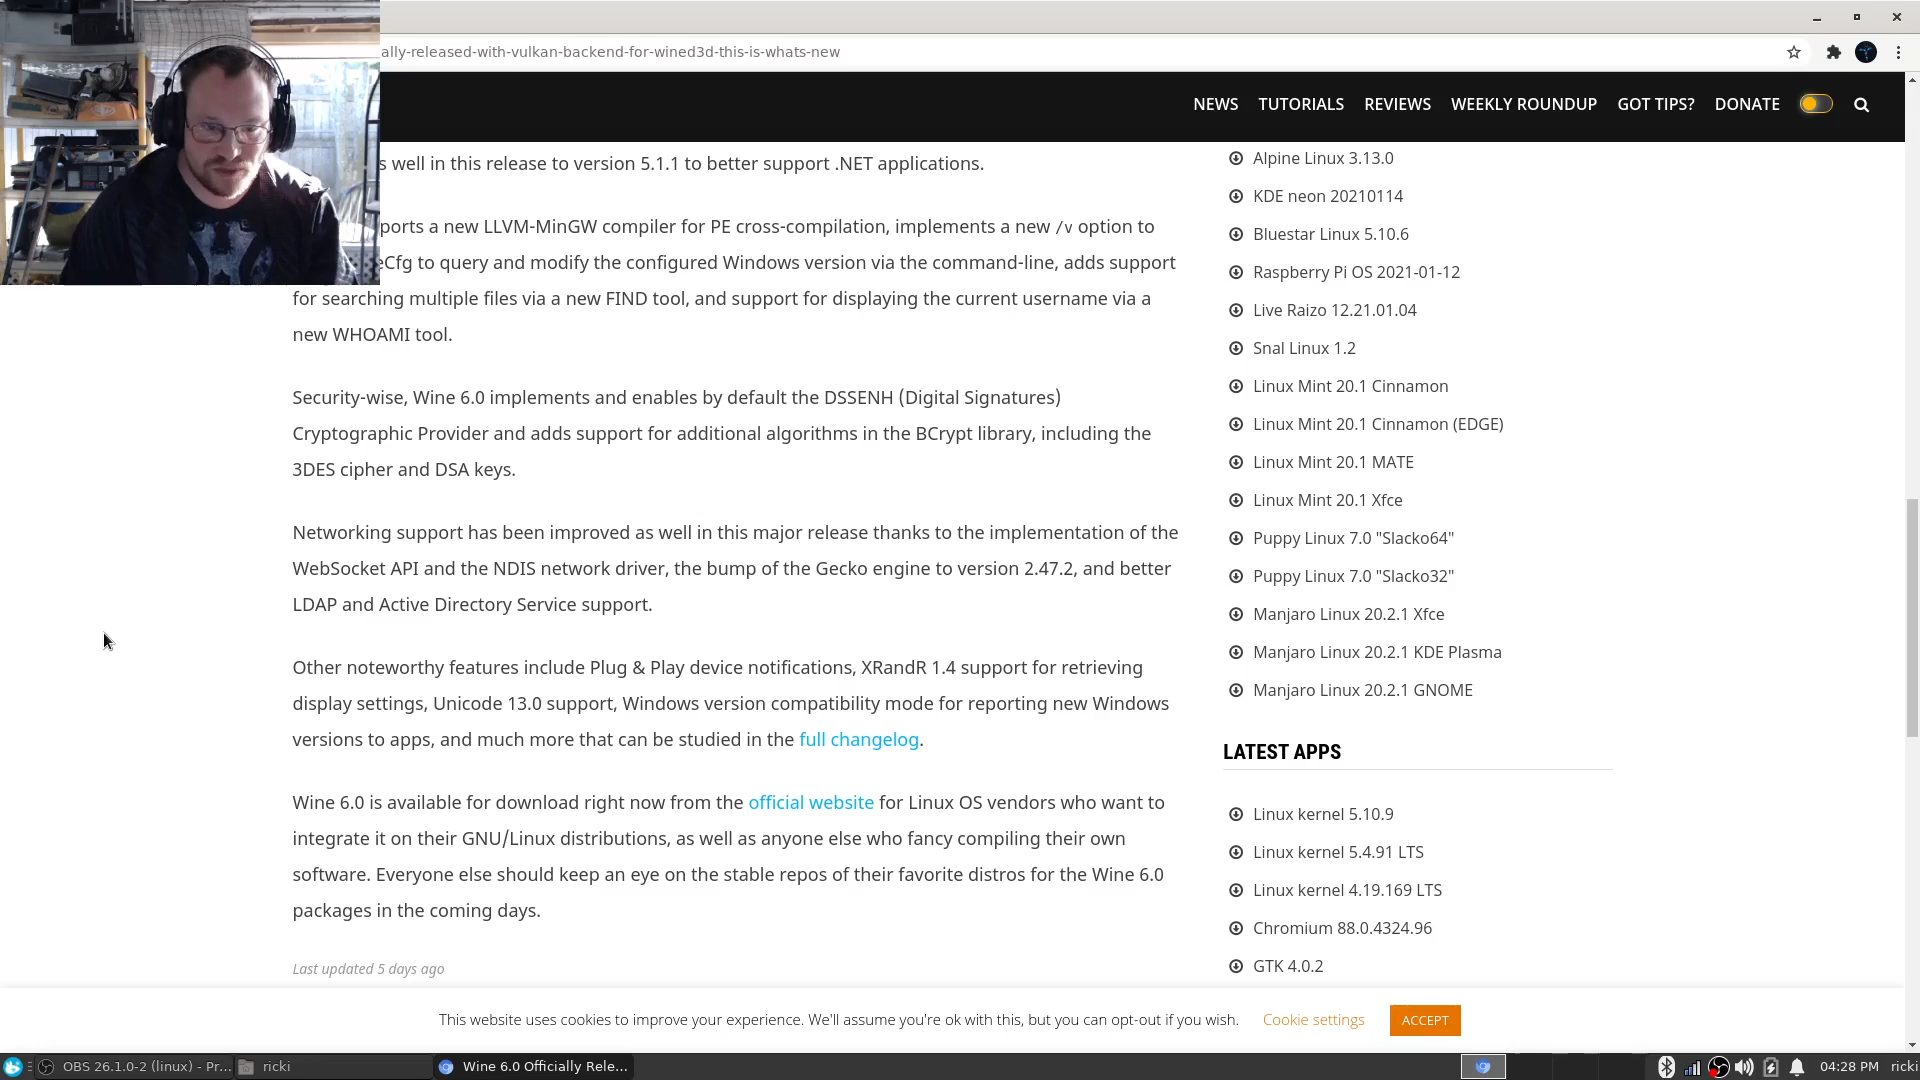 ally-released-with-vulkan-backend-for-wined3d-this-is-whats-new
NEWS TUTORIALS REVIEWS WEEKLY ROUNDUP GOT TIPS? DONATE
s well in this release to version 5.1.1 to better support .NET applications.
ports a new LLVM-MinGW compiler for PE cross-compilation, implements a new /v option to
eCfg to query and modify the configured Windows version via the command-line, adds support
for searching multiple files via a new FIND tool, and support for displaying the current username via a
new WHOAMI tool.
Security-wise, Wine 6.0 implements and enables by default the DSSENH (Digital Signatures)
Cryptographic Provider and adds support for additional algorithms in the BCrypt library, including the
3DES cipher and DSA keys.
Networking support has been improved as well in this major release thanks to the implementation of the
WebSocket API and the NDIS network driver, the bump of the Gecko engine to version 2.47.2, and better
LDAP and Active Directory Service support.
Other noteworthy features include Plug & Play device notifications, XRandR 1.4 support for retrieving
display settings, Unicode 13.0 support, Windows version compatibility mode for reporting new Windows
versions to apps, and much more that can be studied in the full changelog.
Wine 6.0 is available for download right now from the official website for Linux OS vendors who want to
integrate it on their GNU/Linux distributions, as well as anyone else who fancy compiling their own
software. Everyone else should keep an eye on the stable repos of their favorite distros for the Wine 6.0
packages in the coming days.
Last updated 5 days ago
Alpine Linux 3.13.0
KDE neon 20210114
Bluestar Linux 5.10.6
Raspberry Pi OS 2021-01-12
Live Raizo 12.21.01.04
Snal Linux 1.2
Linux Mint 20.1 Cinnamon
Linux Mint 20.1 Cinnamon (EDGE)
Linux Mint 20.1 MATE
Linux Mint 20.1 Xfce
Puppy Linux 7.0 "Slacko64"
Puppy Linux 7.0 "Slacko32"
Manjaro Linux 20.2.1 Xfce
Manjaro Linux 20.2.1 KDE Plasma
Manjaro Linux 20.2.1 GNOME
LATEST APPS
Linux kernel 5.10.9
Linux kernel 5.4.91 LTS
Linux kernel 4.19.169 LTS
Chromium 88.0.4324.96
GTK 4.0.2
This website uses cookies to improve your experience. We'll assume you're ok with this, but you can opt-out if you wish. Cookie settings ACCEPT
OBS 26.1.0-2 (linux) - Pr... ricki Wine 6.0 Officially Rele... 04:28 PM ricki